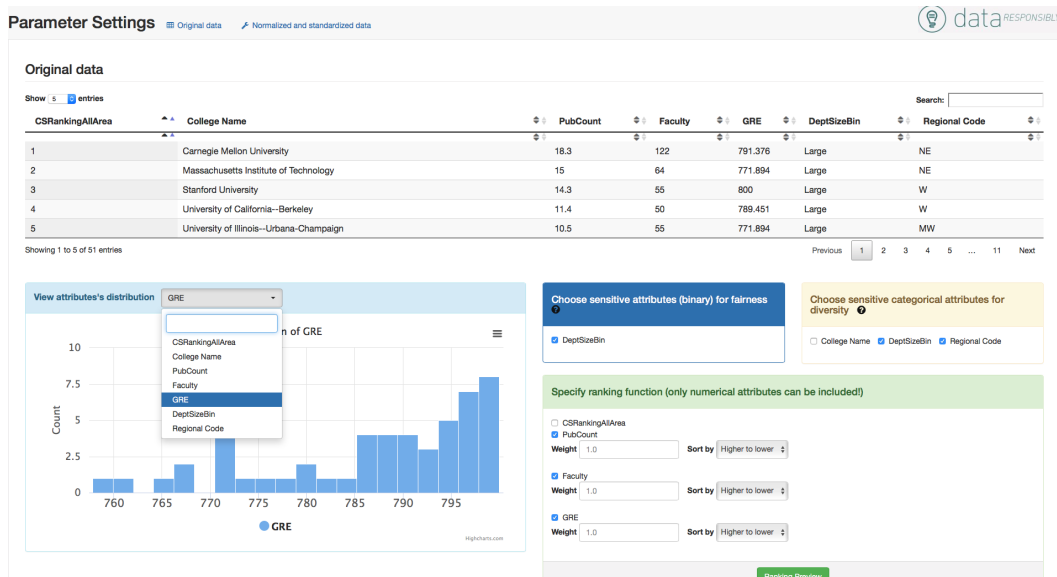 Parameter Settings Original data Normalized and standardized data data RESPONSIBLY
Original data
Show 5 entries Search:
CSRankingAllArea College Name PubCount Faculty GRE DeptSizeBin Regional Code
1 Carnegie Mellon University 18.3 122 791.376 Large NE
2 Massachusetts Institute of Technology 15 64 771.894 Large NE
3 Stanford University 14.3 55 800 Large W
4 University of California--Berkeley 11.4 50 789.451 Large W
5 University of Illinois--Urbana-Champaign 10.5 55 771.894 Large MW
Showing 1 to 5 of 51 entries Previous 1 2 3 4 5 ... 11 Next
View attributes's distribution GRE
n of GRE
CSRankingAllArea
College Name
PubCount
Faculty
GRE
DeptSizeBin
Regional Code
Count
10
7.5
5
2.5
0
760 765 770 775 780 785 790 795
GRE
Highcharts.com
Choose sensitive attributes (binary) for fairness ?
DeptSizeBin
Choose sensitive categorical attributes for
diversity ?
College Name DeptSizeBin Regional Code
Specify ranking function (only numerical attributes can be included!)
CSRankingAllArea
PubCount
Weight 1.0 Sort by Higher to lower
Faculty
Weight 1.0 Sort by Higher to lower
GRE
Weight 1.0 Sort by Higher to lower
Ranking Preview